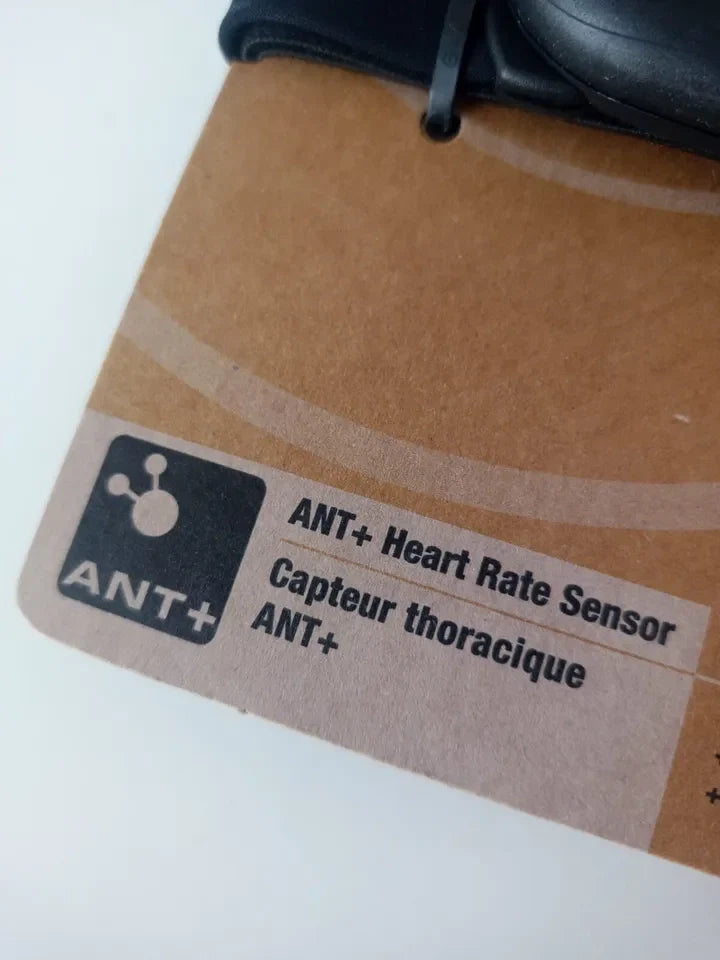 ANT+
ANT+ Heart Rate Sensor
Capteur thoracique
ANT+